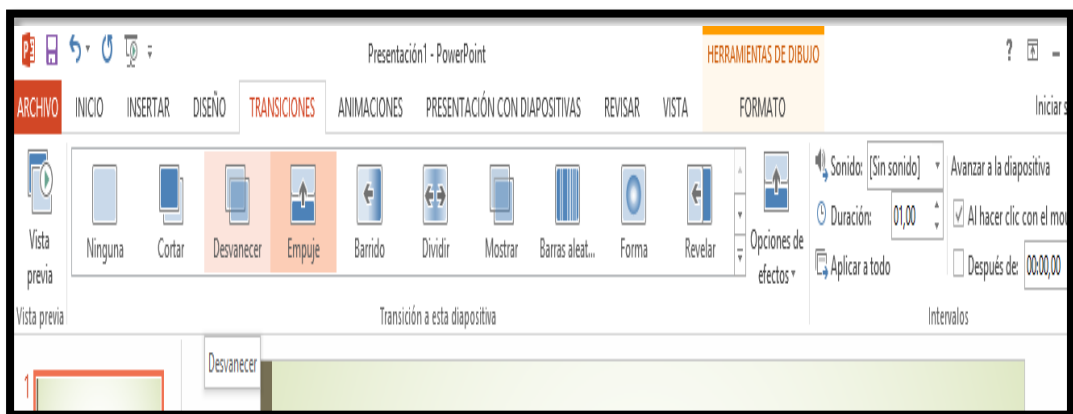 Presentación1 - PowerPoint
HERRAMIENTAS DE DIBUJO
?
ARCHIVO INICIO INSERTAR DISEÑO TRANSICIONES ANIMACIONES PRESENTACIÓN CON DIAPOSITIVAS REVISAR VISTA FORMATO Iniciar s
Vista previa
Ninguna Cortar Desvanecer Empuje Barrido Dividir Mostrar Barras aleat... Forma Revelar
Opciones de efectos
Sonido: [Sin sonido]
Duración: 01,00
Aplicar a todo
Avanzar a la diapositiva
Al hacer clic con el mou
Después de: 00:00,00
Vista previa Transición a esta diapositiva Intervalos
Desvanecer
1